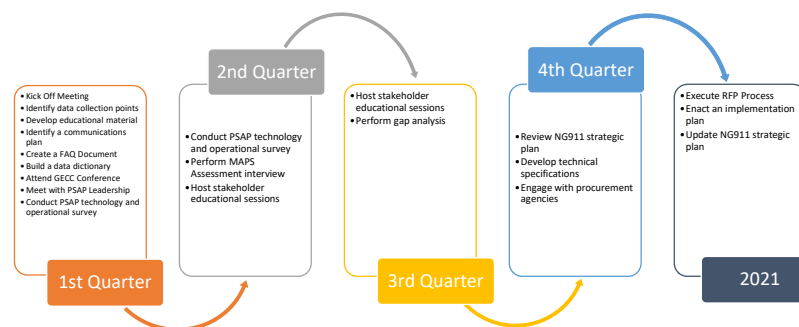 1st Quarter
• Kick Off Meeting
• Identify data collection points
• Develop educational material
• Identify a communications
plan
• Create a FAQ Document
• Build a data dictionary
• Attend GECC Conference
• Meet with PSAP Leadership
• Conduct PSAP technology and
operational survey
2nd Quarter
• Conduct PSAP technology
and operational survey
• Perform MAPS
Assessment interview
• Host stakeholder
educational sessions
3rd Quarter
• Host stakeholder
educational sessions
• Perform gap analysis
4th Quarter
• Review NG911 strategic
plan
• Develop technical
specifications
• Engage with procurement
agencies
2021
• Execute RFP Process
• Enact an implementation
plan
• Update NG911 strategic
plan